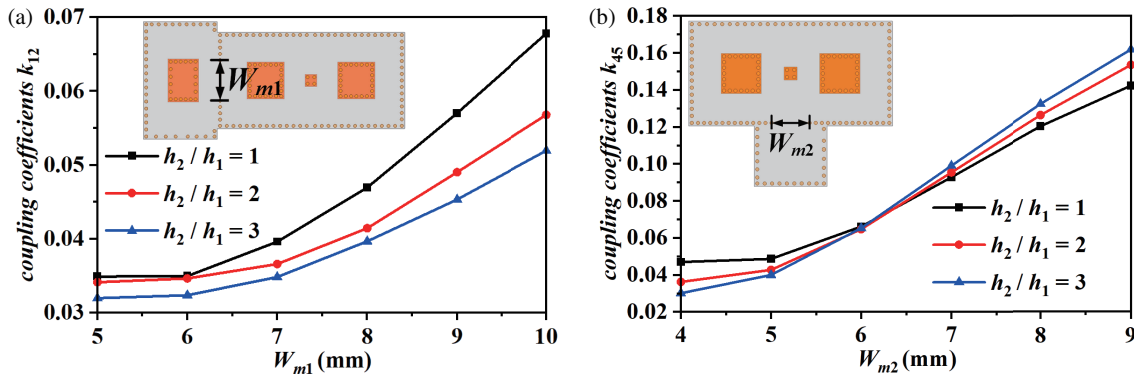 (a)
0.07
0.06
0.05
0.04
0.03
coupling coefficients k12
Wm1
h2 / h1 = 1
h2 / h1 = 2
h2 / h1 = 3
5 6 7 8 9 10
Wm1 (mm)
(b)
0.18
0.16
0.14
0.12
0.10
0.08
0.06
0.04
0.02
coupling coefficients k45
Wm2
h2 / h1 = 1
h2 / h1 = 2
h2 / h1 = 3
4 5 6 7 8 9
Wm2 (mm)